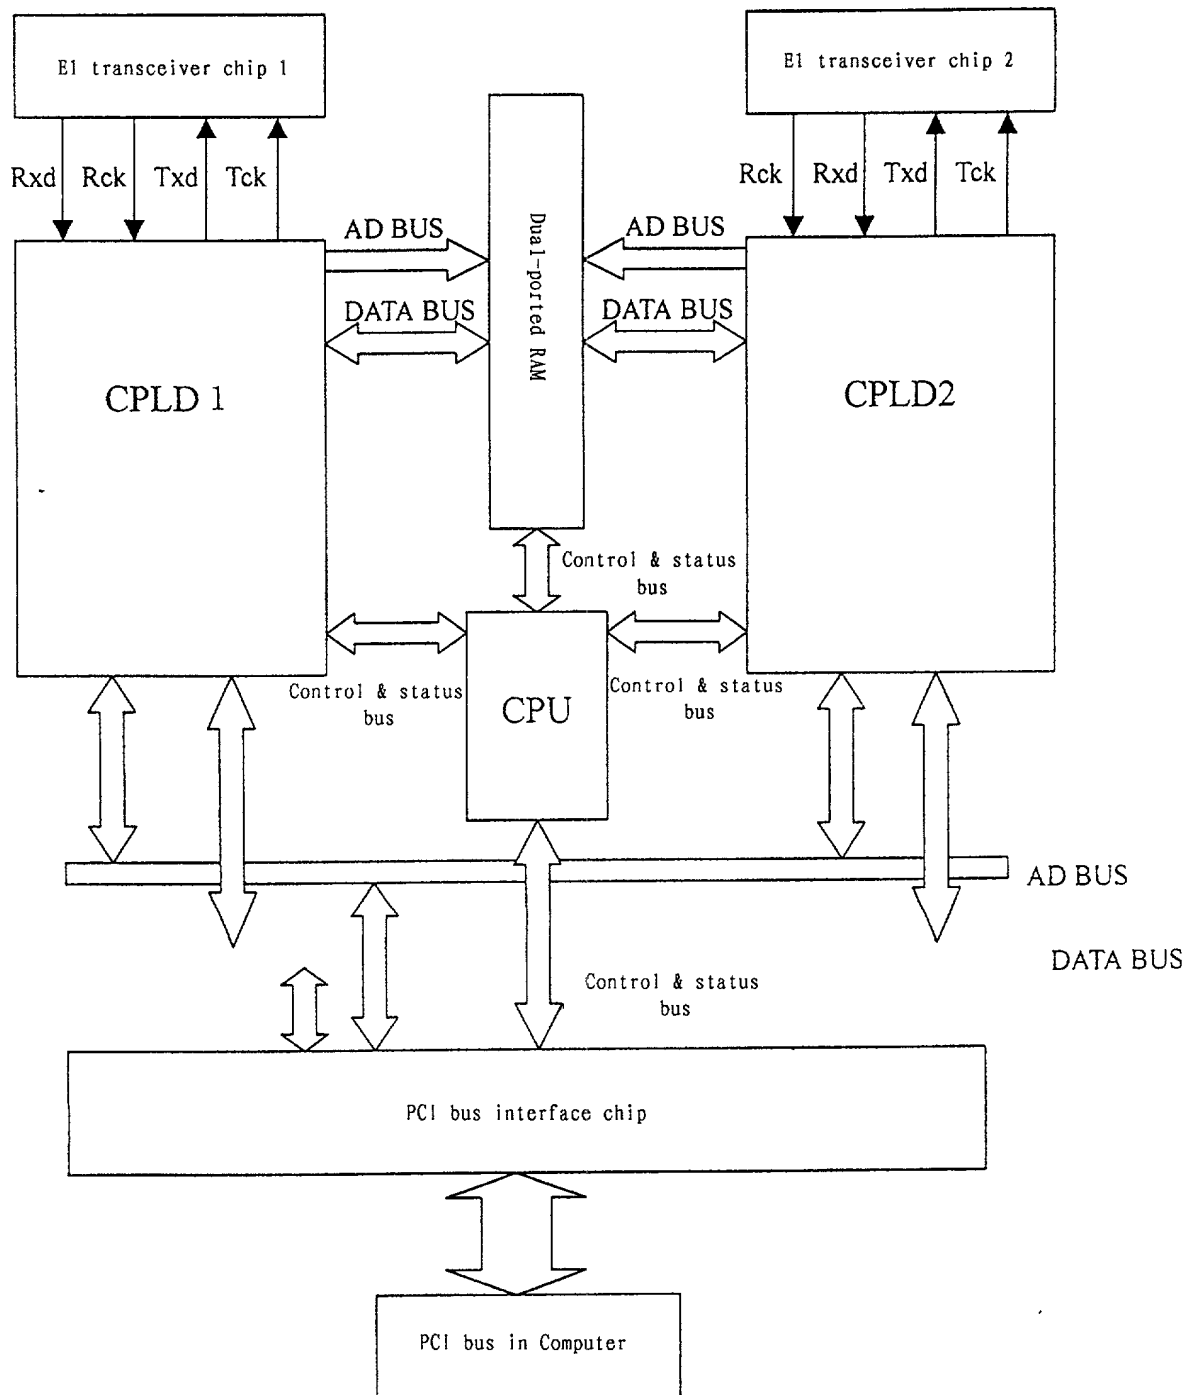 E1 transceiver chip 1
E1 transceiver chip 2
Rxd
Rck
Txd
Tck
Rck
Rxd
Txd
Tck
AD BUS
AD BUS
DATA BUS
DATA BUS
Dual-ported RAM
CPLD 1
CPLD2
Control & status
bus
Control & status
bus
Control & status
bus
CPU
AD BUS
DATA BUS
Control & status
bus
PCI bus interface chip
PCI bus in Computer